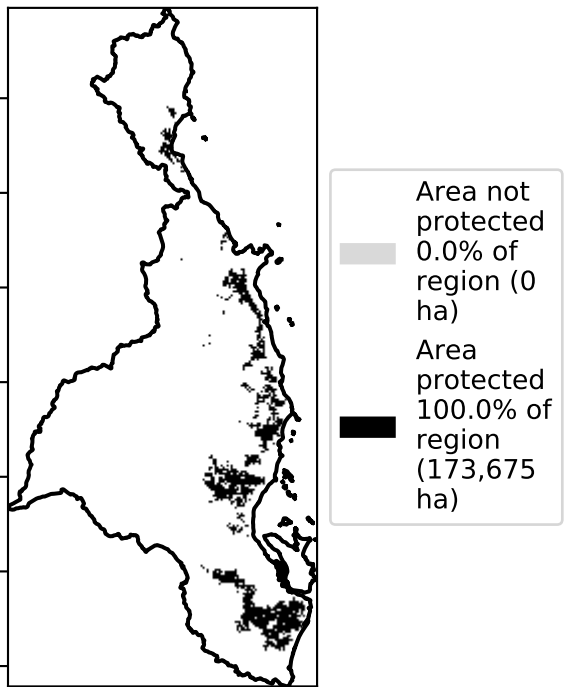 Area not
protected
0.0% of
region (0
ha)
Area
protected
100.0% of
region
(173,675
ha)